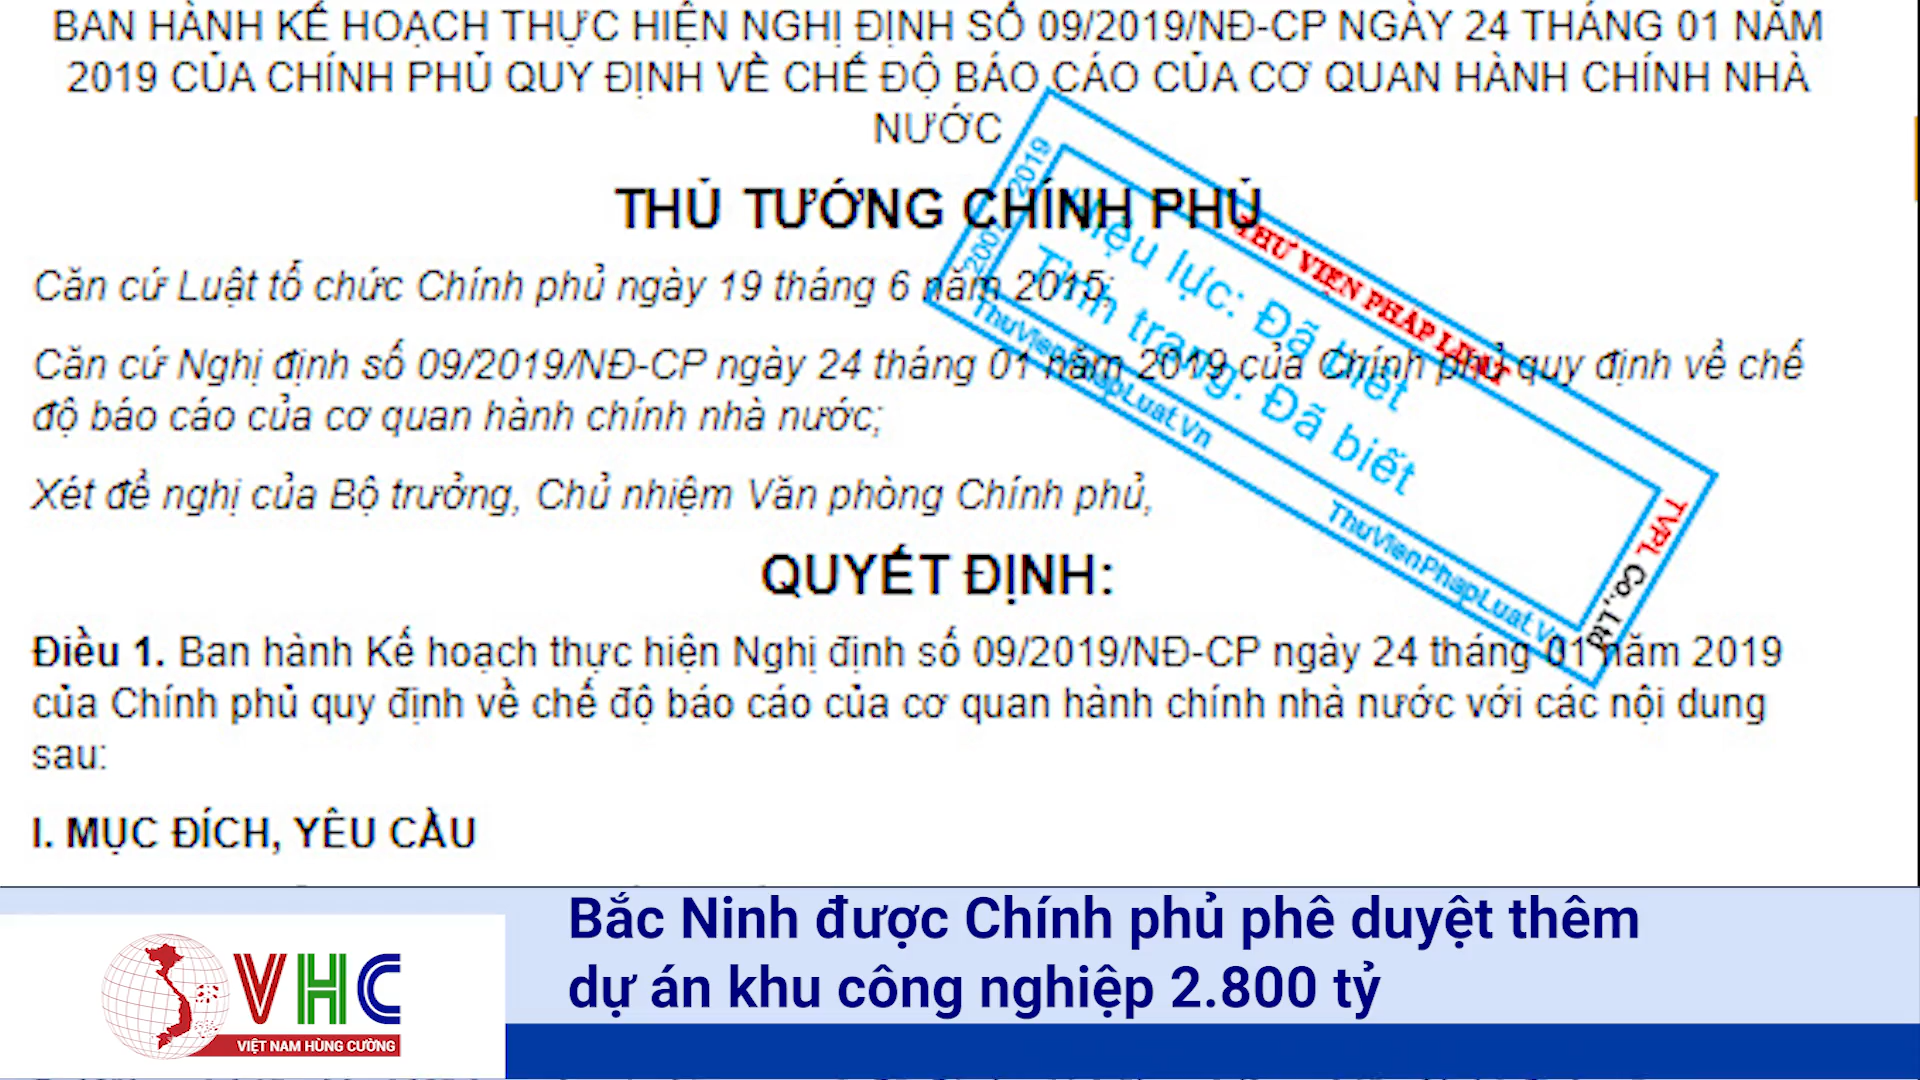 BAN HÀNH KẾ HOẠCH THỰC HIỆN NGHỊ ĐỊNH SỐ 09/2019/NĐ-CP NGÀY 24 THÁNG 01 NĂM
2019 CỦA CHÍNH PHỦ QUY ĐỊNH VỀ CHẾ ĐỘ BÁO CÁO CỦA CƠ QUAN HÀNH CHÍNH NHÀ
NƯỚC
THỦ TƯỚNG CHÍNH PHỦ
Căn cứ Luật tổ chức Chính phủ ngày 19 tháng 6 năm 2015;
Căn cứ Nghị định số 09/2019/NĐ-CP ngày 24 tháng 01 năm 2019 của Chính phủ quy định về chế
độ báo cáo của cơ quan hành chính nhà nước;
Xét đề nghị của Bộ trưởng, Chủ nhiệm Văn phòng Chính phủ,
QUYẾT ĐỊNH:
Điều 1. Ban hành Kế hoạch thực hiện Nghị định số 09/2019/NĐ-CP ngày 24 tháng 01 năm 2019
của Chính phủ quy định về chế độ báo cáo của cơ quan hành chính nhà nước với các nội dung
sau:
I. MỤC ĐÍCH, YÊU CẦU
2007 2019
THƯ VIỆN PHÁP LUẬT
Hiệu lực: Đã biết
Tình trạng: Đã biết
ThuVienPhapLuat.Vn ThuVienPhapLuat.Vn
TVPL Co., Ltd
Bắc Ninh được Chính phủ phê duyệt thêm
dự án khu công nghiệp 2.800 tỷ
VHC
VIỆT NAM HÙNG CƯỜNG